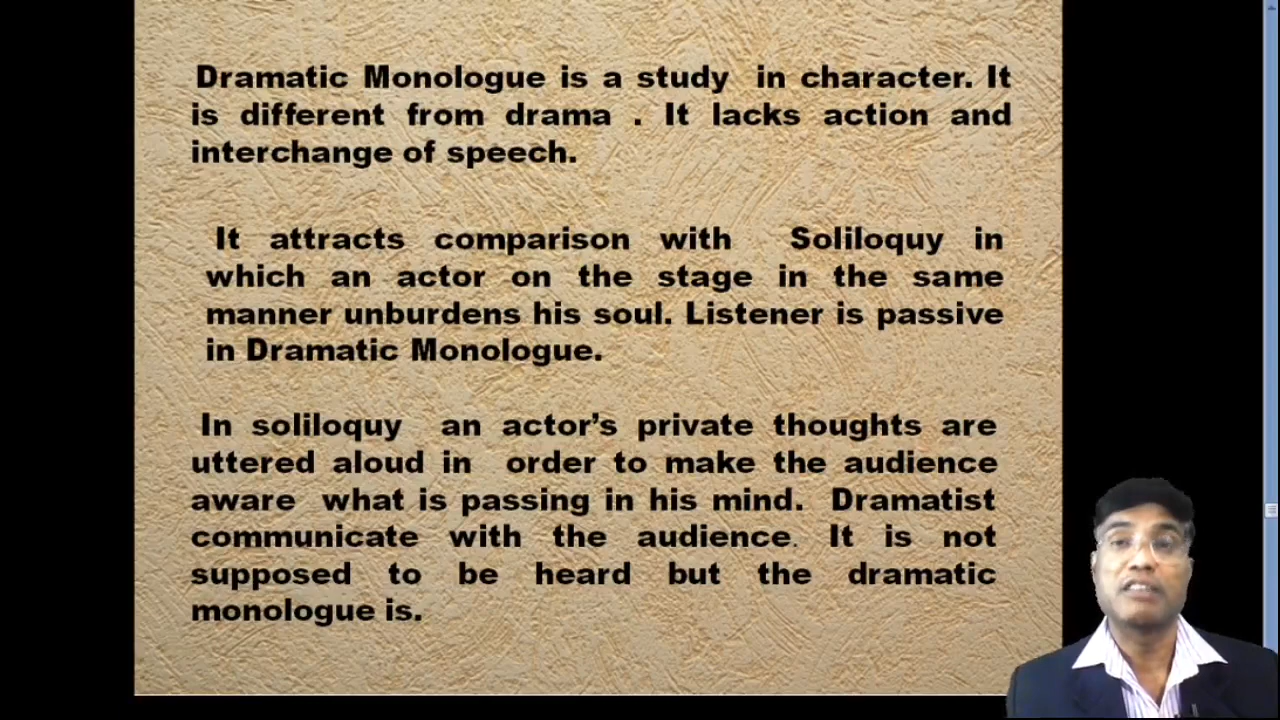 Dramatic Monologue is a study in character. It
is different from drama . It lacks action and
interchange of speech.
It attracts comparison with Soliloquy in
which an actor on the stage in the same
manner unburdens his soul. Listener is passive
in Dramatic Monologue.
In soliloquy an actor’s private thoughts are
uttered aloud in order to make the audience
aware what is passing in his mind. Dramatist
communicate with the audience. It is not
supposed to be heard but the dramatic
monologue is.